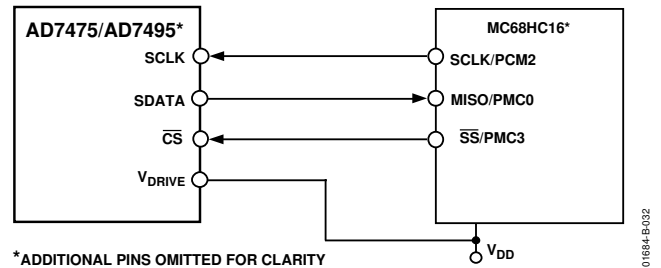 AD7475/AD7495*
SCLK
SDATA
CS
VDRIVE
MC68HC16*
SCLK/PCM2
MISO/PMC0
SS/PMC3
VDD
*ADDITIONAL PINS OMITTED FOR CLARITY
01684-B-032